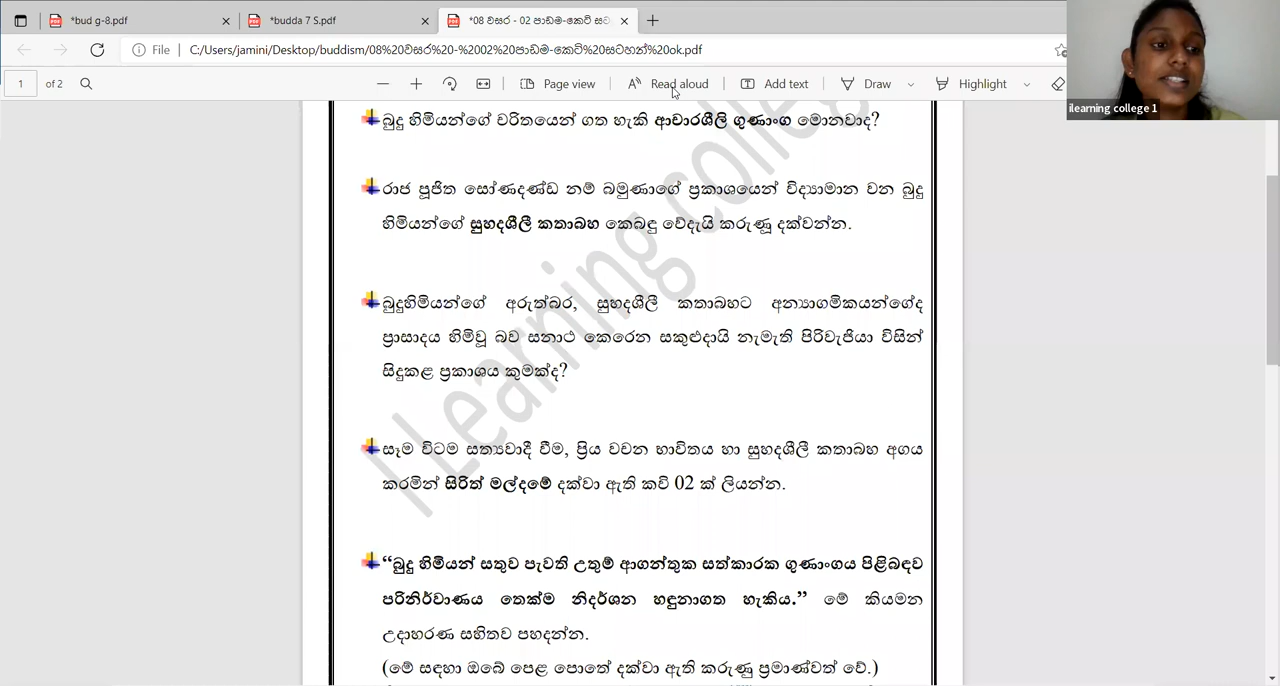 *bud g-8.pdf
*budda 7 S.pdf
*08 වසර - 02 පාඩම-කෙටි සට
File
C:/Users/jamini/Desktop/buddism/08%20වසර%20-%2002%20පාඩම-කෙටි%20සටහන්%20ok.pdf
1 of 2
Page view
Read aloud
Add text
Draw
Highlight
ilearning college 1
බුදු හිමියන්ගේ චරිතයෙන් ගත හැකි ආචාරශීලී ගුණාංග මොනවාද?
රාජ පූජිත සෝණදණ්ඩ නම් බමුණාගේ ප්‍රකාශයෙන් විද්‍යාමාන වන බුදු
හිමියන්ගේ සුහදශීලී කතාබහ කෙබඳු වේදැයි කරුණු දක්වන්න.
බුදුහිමියන්ගේ අරුත්බර, සුහදශීලී කතාබහට අන්‍යාගමිකයන්ගේද
ප්‍රාසාදය හිමිවූ බව සනාථ කෙරෙන සකුළුදායි නැමැති පිරිවැජියා විසින්
සිදුකළ ප්‍රකාශය කුමක්ද?
සෑම විටම සත්‍යවාදී වීම, ප්‍රිය වචන භාවිතය හා සුහදශීලී කතාබහ අගය
කරමින් සිරිත් මල්දමේ දක්වා ඇති කවි 02 ක් ලියන්න.
“බුදු හිමියන් සතුව පැවති උතුම් ආගන්තුක සත්කාරක ගුණාංගය පිළිබඳව
පරිනිර්වාණය තෙක්ම නිදර්ශන හඳුනාගත හැකිය.” මේ කියමන
උදාහරණ සහිතව පහදන්න.
(මේ සඳහා ඔබේ පෙළ පොතේ දක්වා ඇති කරුණු ප්‍රමාණවත් වේ.)
I Learning colleg